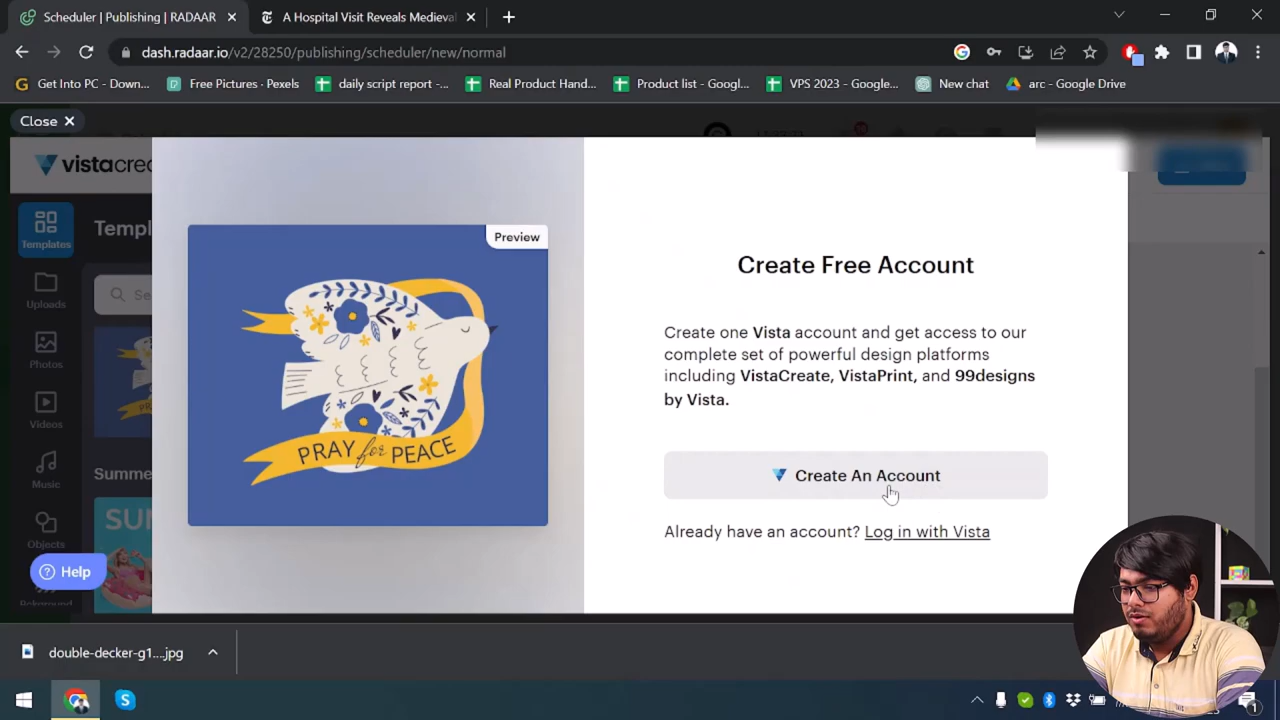 Scheduler | Publishing | RADAAR
A Hospital Visit Reveals Medieval
dash.radaar.io/v2/28250/publishing/scheduler/new/normal
Get Into PC - Down...
Free Pictures - Pexels
daily script report -...
Real Product Hand...
Product list - Googl...
VPS 2023 - Google...
New chat
arc - Google Drive
Close
vistacrea
Templates
Templ
Uploads
Se
Photos
Videos
Summe
Music
SU
Objects
Help
Preview
PRAY for PEACE
Create Free Account
Create one Vista account and get access to our
complete set of powerful design platforms
including VistaCreate, VistaPrint, and 99designs
by Vista.
Create An Account
Already have an account? Log in with Vista
double-decker-g1....jpg
1